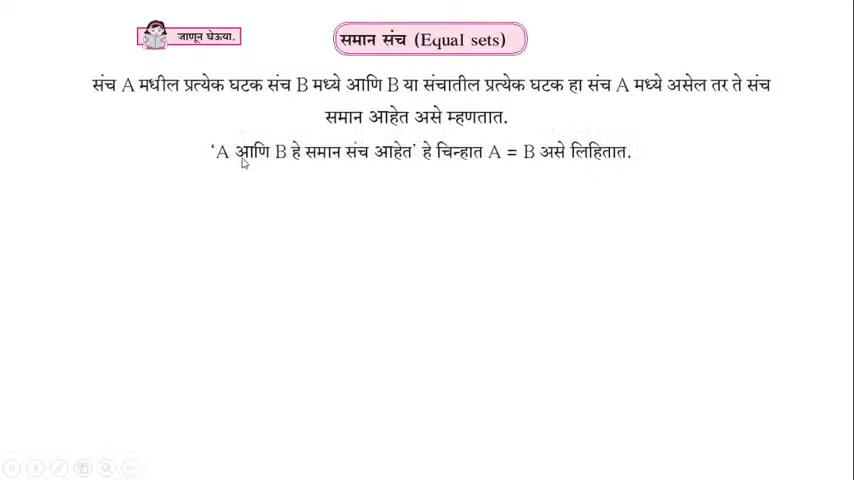 जाणून घेऊया.
समान संच (Equal sets)
संच A मधील प्रत्येक घटक संच B मध्ये आणि B या संचातील प्रत्येक घटक हा संच A मध्ये असेल तर ते संच
समान आहेत असे म्हणतात.
‘A आणि B हे समान संच आहेत’ हे चिन्हात A = B असे लिहितात.